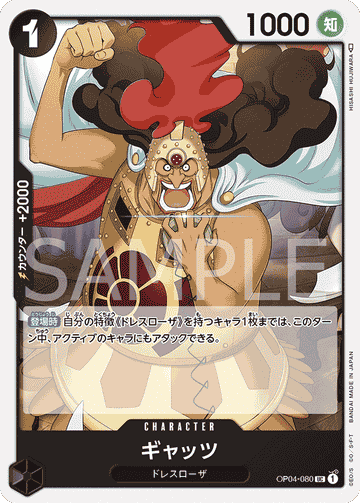 1
1000
知
HISASHI HOJIWARA
カウンター +2000
SAMPLE
登場時 自分の特徴《ドレスローザ》を持つキャラ1枚までは、このターン中、アクティブのキャラにもアタックできる。
CHARACTER
ギャッツ
ドレスローザ
OP04-080 UC 1
BANDAI MADE IN JAPAN